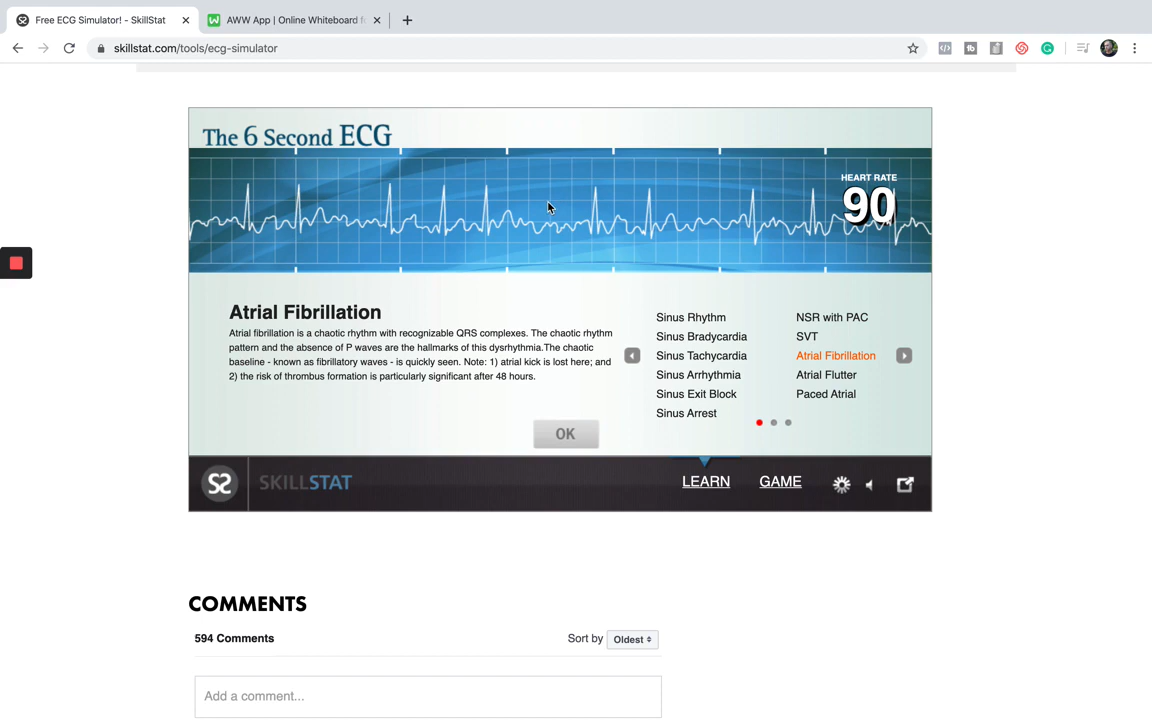 Free ECG Simulator! - SkillStat
AWW App | Online Whiteboard f
skillstat.com/tools/ecg-simulator
The 6 Second ECG
HEART RATE
90
Atrial Fibrillation
Atrial fibrillation is a chaotic rhythm with recognizable QRS complexes. The chaotic rhythm
pattern and the absence of P waves are the hallmarks of this dysrhythmia.The chaotic
baseline - known as fibrillatory waves - is quickly seen. Note: 1) atrial kick is lost here; and
2) the risk of thrombus formation is particularly significant after 48 hours.
OK
Sinus Rhythm
Sinus Bradycardia
Sinus Tachycardia
Sinus Arrhythmia
Sinus Exit Block
Sinus Arrest
NSR with PAC
SVT
Atrial Fibrillation
Atrial Flutter
Paced Atrial
SKILLSTAT
LEARN
GAME
COMMENTS
594 Comments
Sort by Oldest
Add a comment...